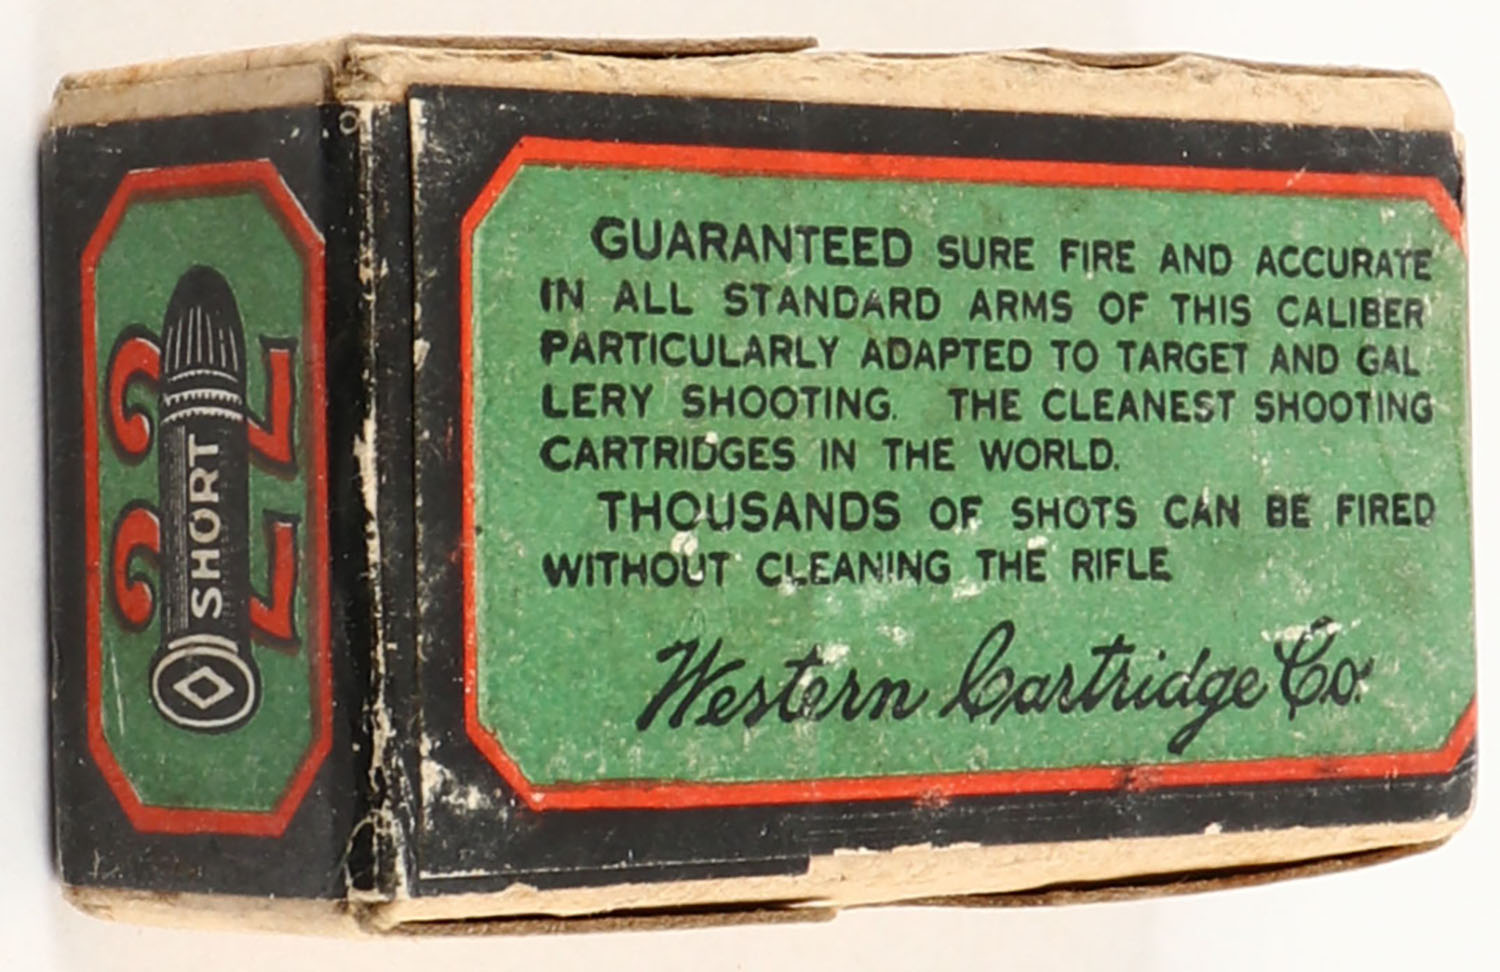 22
SHORT
22
GUARANTEED SURE FIRE AND ACCURATE
IN ALL STANDARD ARMS OF THIS CALIBER
PARTICULARLY ADAPTED TO TARGET AND GAL
LERY SHOOTING. THE CLEANEST SHOOTING
CARTRIDGES IN THE WORLD.
THOUSANDS OF SHOTS CAN BE FIRED
WITHOUT CLEANING THE RIFLE
Western Cartridge Co.